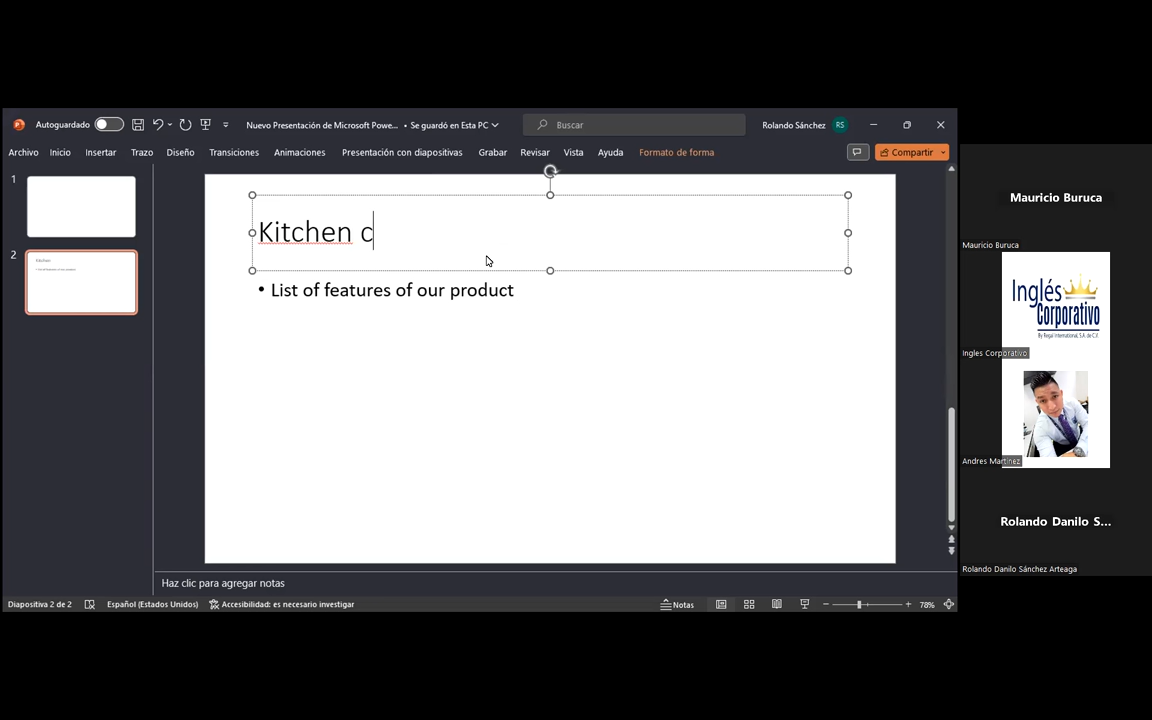 Autoguardado
Nuevo Presentación de Microsoft Powe... • Se guardó en Esta PC
Buscar
Rolando Sánchez RS
Archivo Inicio Insertar Trazo Diseño Transiciones Animaciones Presentación con diapositivas Grabar Revisar Vista Ayuda Formato de forma Compartir
1
2
Kitchen c
• List of features of our product
Haz clic para agregar notas
Diapositiva 2 de 2 Español (Estados Unidos) Accesibilidad: es necesario investigar Notas 78%
Mauricio Buruca
Mauricio Buruca
Inglés
Corporativo
By Regal International, S.A. de C.V.
Ingles Corporativo
Andres Martinez
Rolando Danilo S...
Rolando Danilo Sánchez Arteaga